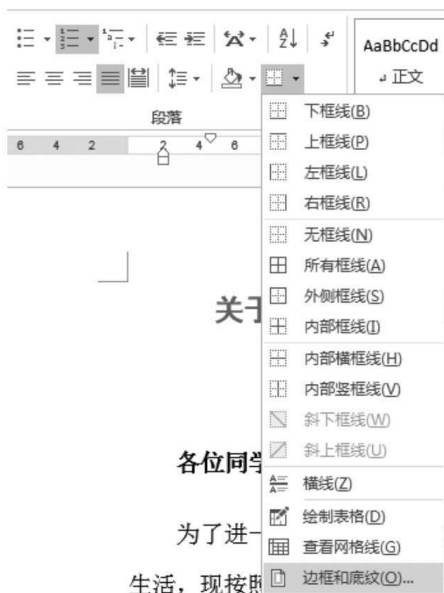 AaBbCcDd
正文
段落
6 4 2 2 4 6
下框线(B)
上框线(P)
左框线(L)
右框线(R)
无框线(N)
所有框线(A)
外侧框线(S)
内部框线(I)
内部横框线(H)
内部竖框线(V)
斜下框线(W)
斜上框线(U)
横线(Z)
绘制表格(D)
查看网格线(G)
边框和底纹(O)...
关于
各位同学
为了进一
生活，现按照